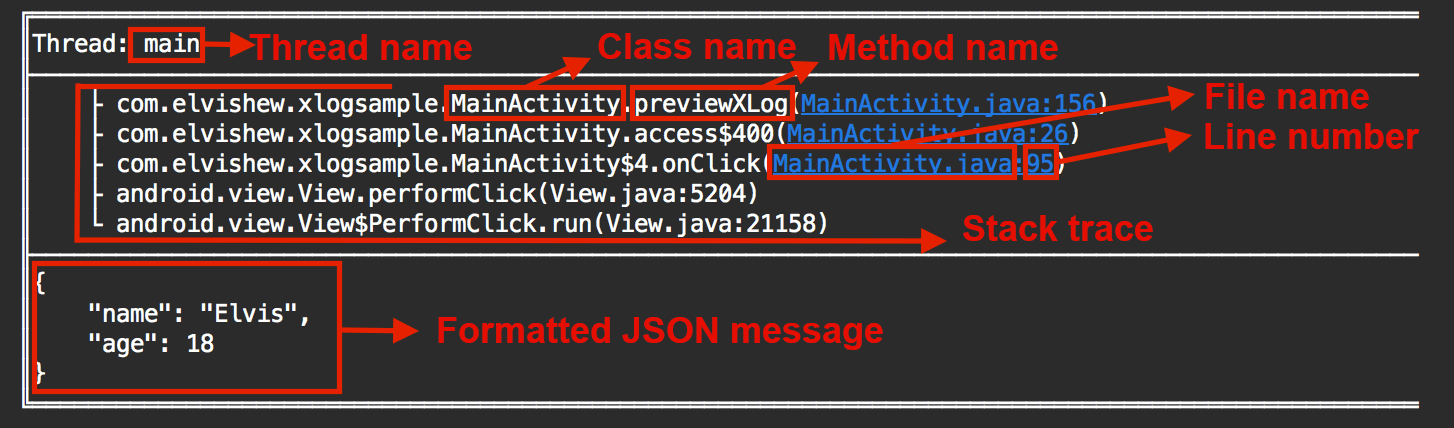 Thread: main Thread name Class name Method name
├ com.elvishew.xlogsample.MainActivity.previewXLog(MainActivity.java:156) File name
├ com.elvishew.xlogsample.MainActivity.access$400(MainActivity.java:26) Line number
├ com.elvishew.xlogsample.MainActivity$4.onClick(MainActivity.java:95)
├ android.view.View.performClick(View.java:5204)
└ android.view.View$PerformClick.run(View.java:21158) Stack trace
{
    "name": "Elvis",
    "age": 18 Formatted JSON message
}